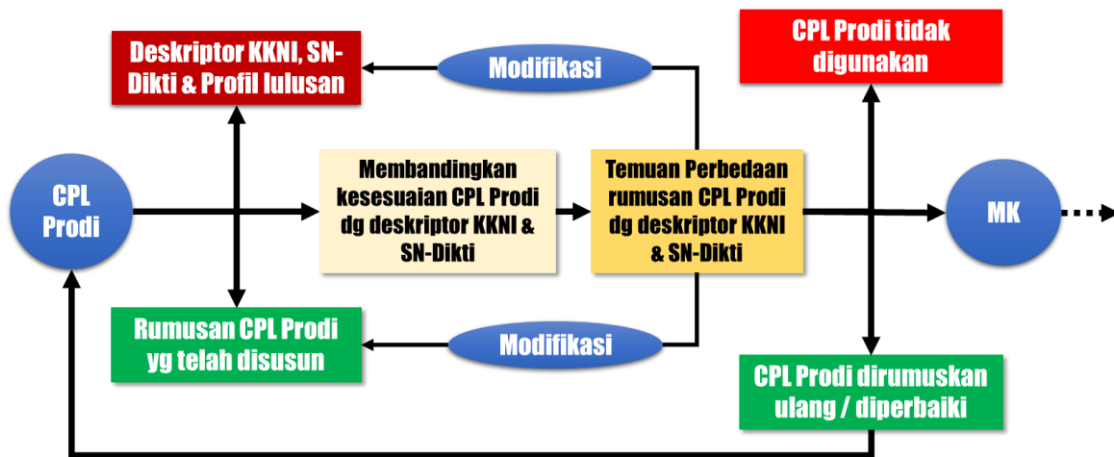 Deskriptor KKNI, SN-
Dikti & Profil lulusan
Modifikasi
CPL Prodi tidak
digunakan
CPL
Prodi
Membandingkan
kesesuaian CPL Prodi
dg deskriptor KKNI &
SN-Dikti
Temuan Perbedaan
rumusan CPL Prodi
dg deskriptor KKNI
& SN-Dikti
MK
Rumusan CPL Prodi
yg telah disusun
Modifikasi
CPL Prodi dirumuskan
ulang / diperbaiki